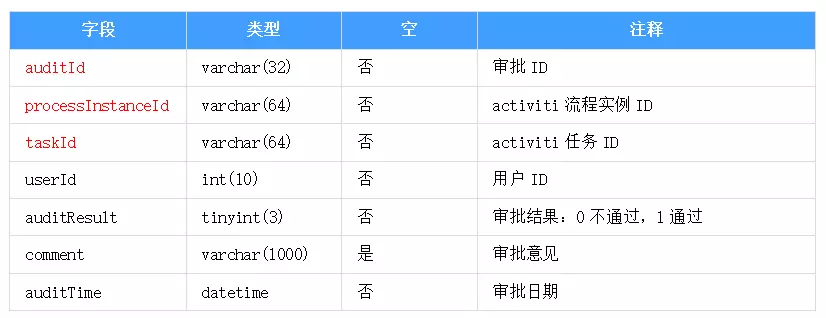 字段 类型 空 注释
auditId varchar(32) 否 审批 ID
processInstanceId varchar(64) 否 activiti 流程实例 ID
taskId varchar(64) 否 activiti 任务 ID
userId int(10) 否 用户 ID
auditResult tinyint(3) 否 审批结果：0 不通过，1 通过
comment varchar(1000) 是 审批意见
auditTime datetime 否 审批日期